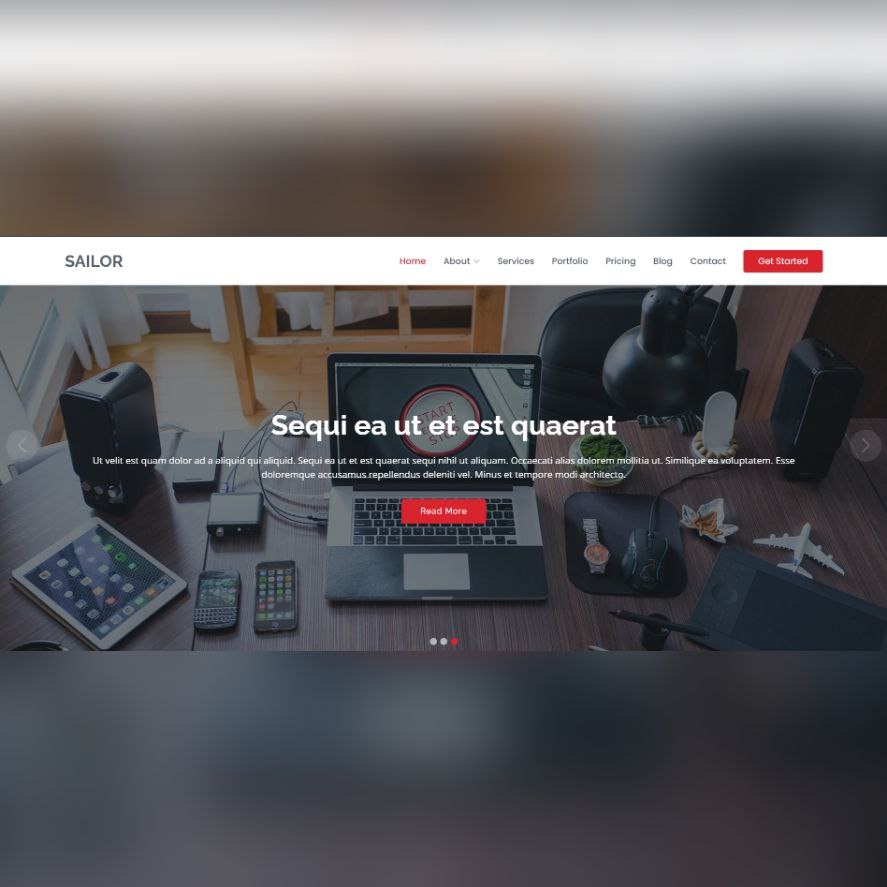 SAILOR
Home About Services Portfolio Pricing Blog Contact Get Started
START
STOP
Sequi ea ut et est quaerat
Ut velit est quam dolor ad a aliquid qui aliquid. Sequi ea ut et est quaerat sequi nihil ut aliquam. Occaecati alias dolorem mollitia ut. Similique ea voluptatem. Esse
doloremque accusamus repellendus deleniti vel. Minus et tempore modi architecto.
Read More